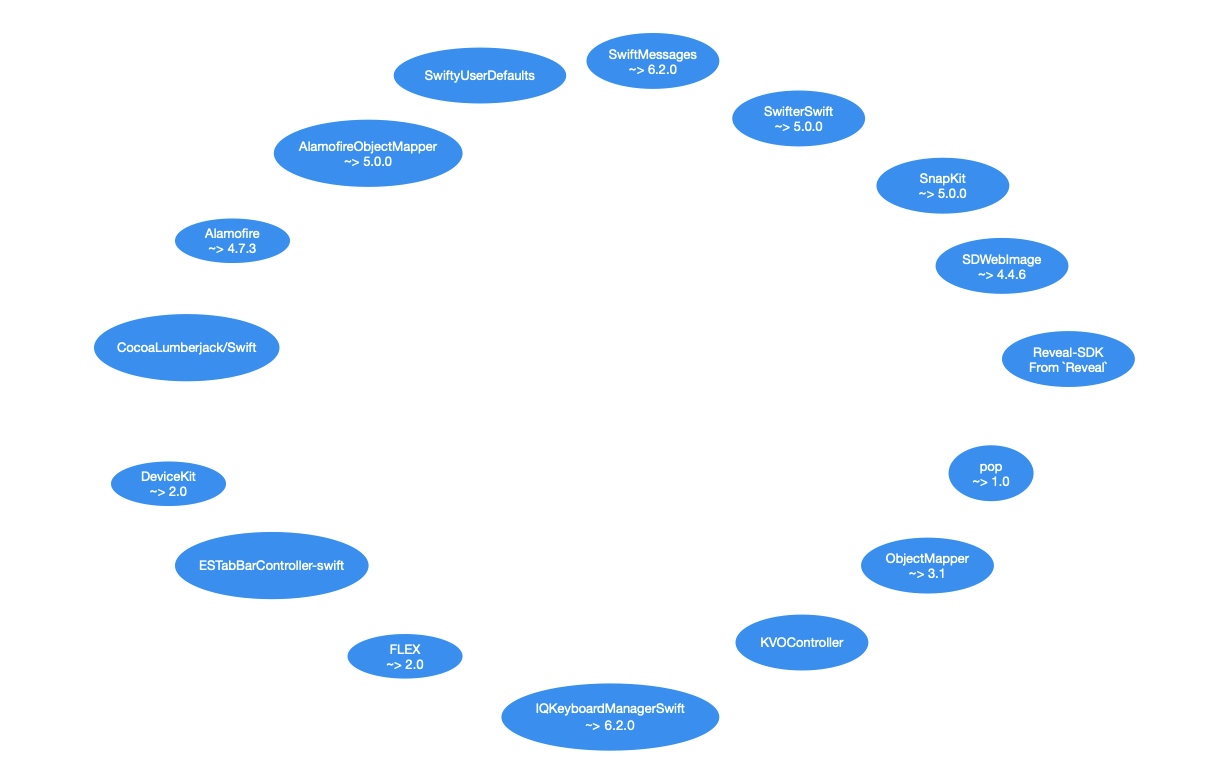 SwiftMessages
~> 6.2.0
SwiftyUserDefaults
SwifterSwift
~> 5.0.0
AlamofireObjectMapper
~> 5.0.0
SnapKit
~> 5.0.0
Alamofire
~> 4.7.3
SDWebImage
~> 4.4.6
CocoaLumberjack/Swift
Reveal-SDK
From `Reveal`
pop
~> 1.0
DeviceKit
~> 2.0
ObjectMapper
~> 3.1
ESTabBarController-swift
KVOController
FLEX
~> 2.0
IQKeyboardManagerSwift
~> 6.2.0